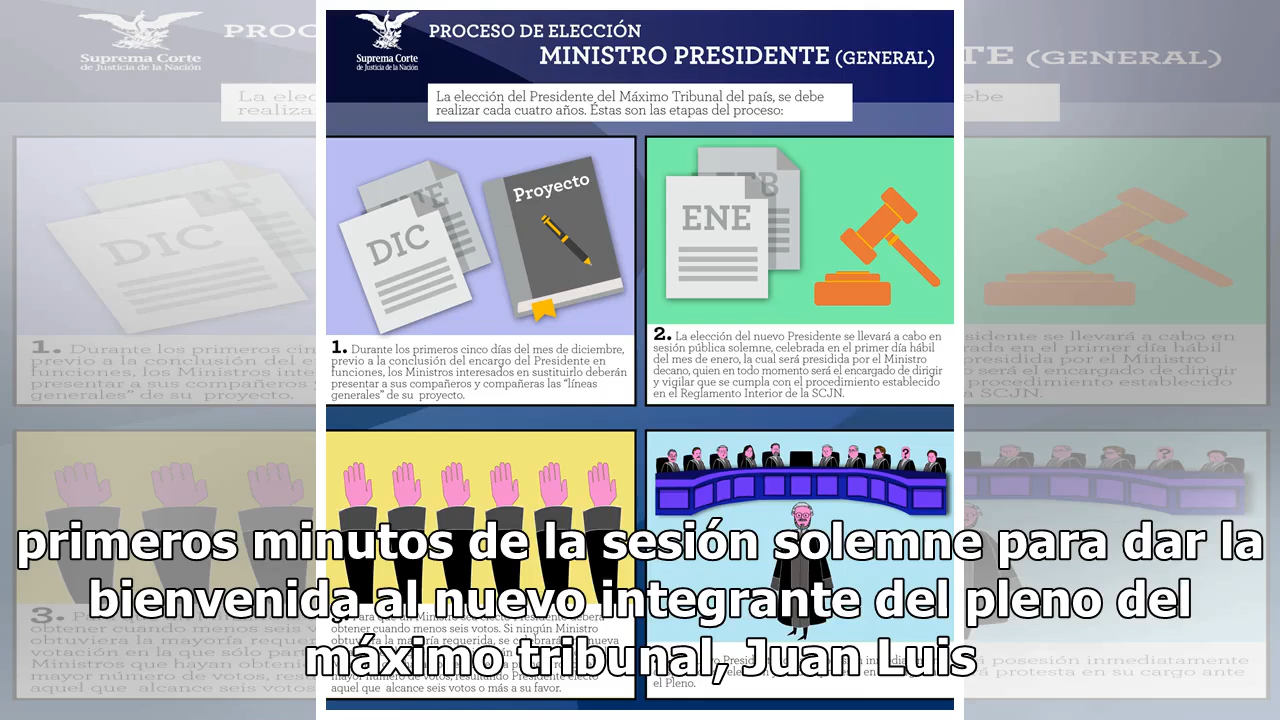 Suprema Corte
de Justicia de la Nación
PROCESO DE ELECCIÓN
MINISTRO PRESIDENTE (GENERAL)
La elección del Presidente del Máximo Tribunal del país, se debe
realizar cada cuatro años. Éstas son las etapas del proceso:
DIC
Proyecto
ENE
1. Durante los primeros cinco días del mes de diciembre,
previo a la conclusión del encargo del Presidente en
funciones, los Ministros interesados en sustituirlo deberán
presentar a sus compañeros y compañeras las “líneas
generales” de su proyecto.
2. La elección del nuevo Presidente se llevará a cabo en
sesión pública solemne, celebrada en el primer día hábil
del mes de enero, la cual será presidida por el Ministro
decano, quien en todo momento será el encargado de dirigir
y vigilar que se cumpla con el procedimiento establecido
en el Reglamento Interior de la SCJN.
obtener cuando menos seis votos. Si ningún Ministro
aquel que alcance seis votos o más a su favor.
el Pleno.
primeros minutos de la sesión solemne para dar la
bienvenida al nuevo integrante del pleno del
máximo tribunal, Juan Luis